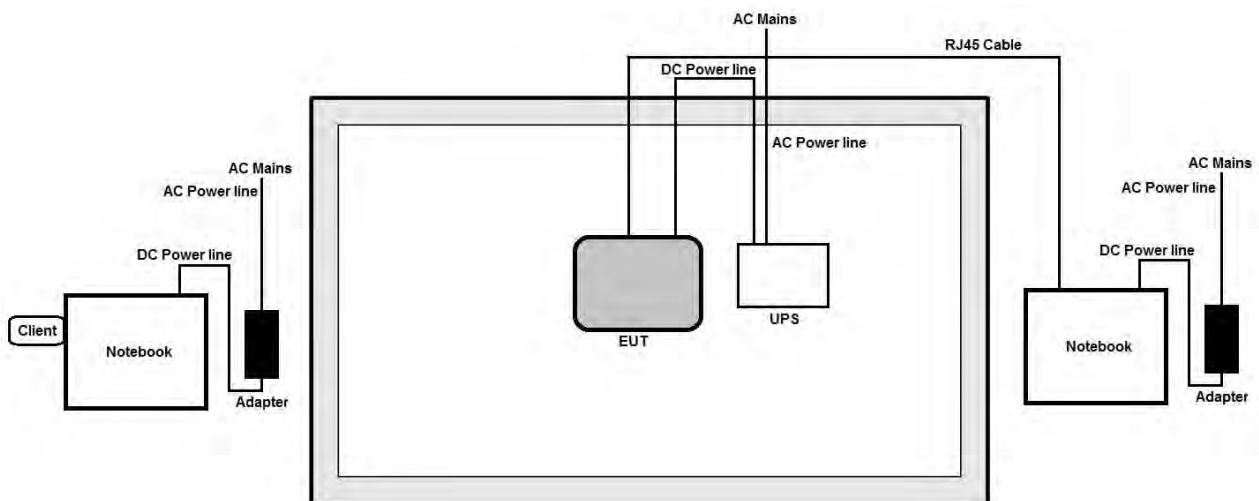 AC Mains
RJ45 Cable
DC Power line
AC Power line
AC Mains
AC Power line
DC Power line
Client
Notebook
Adapter
EUT
UPS
AC Mains
AC Power line
DC Power line
Notebook
Adapter